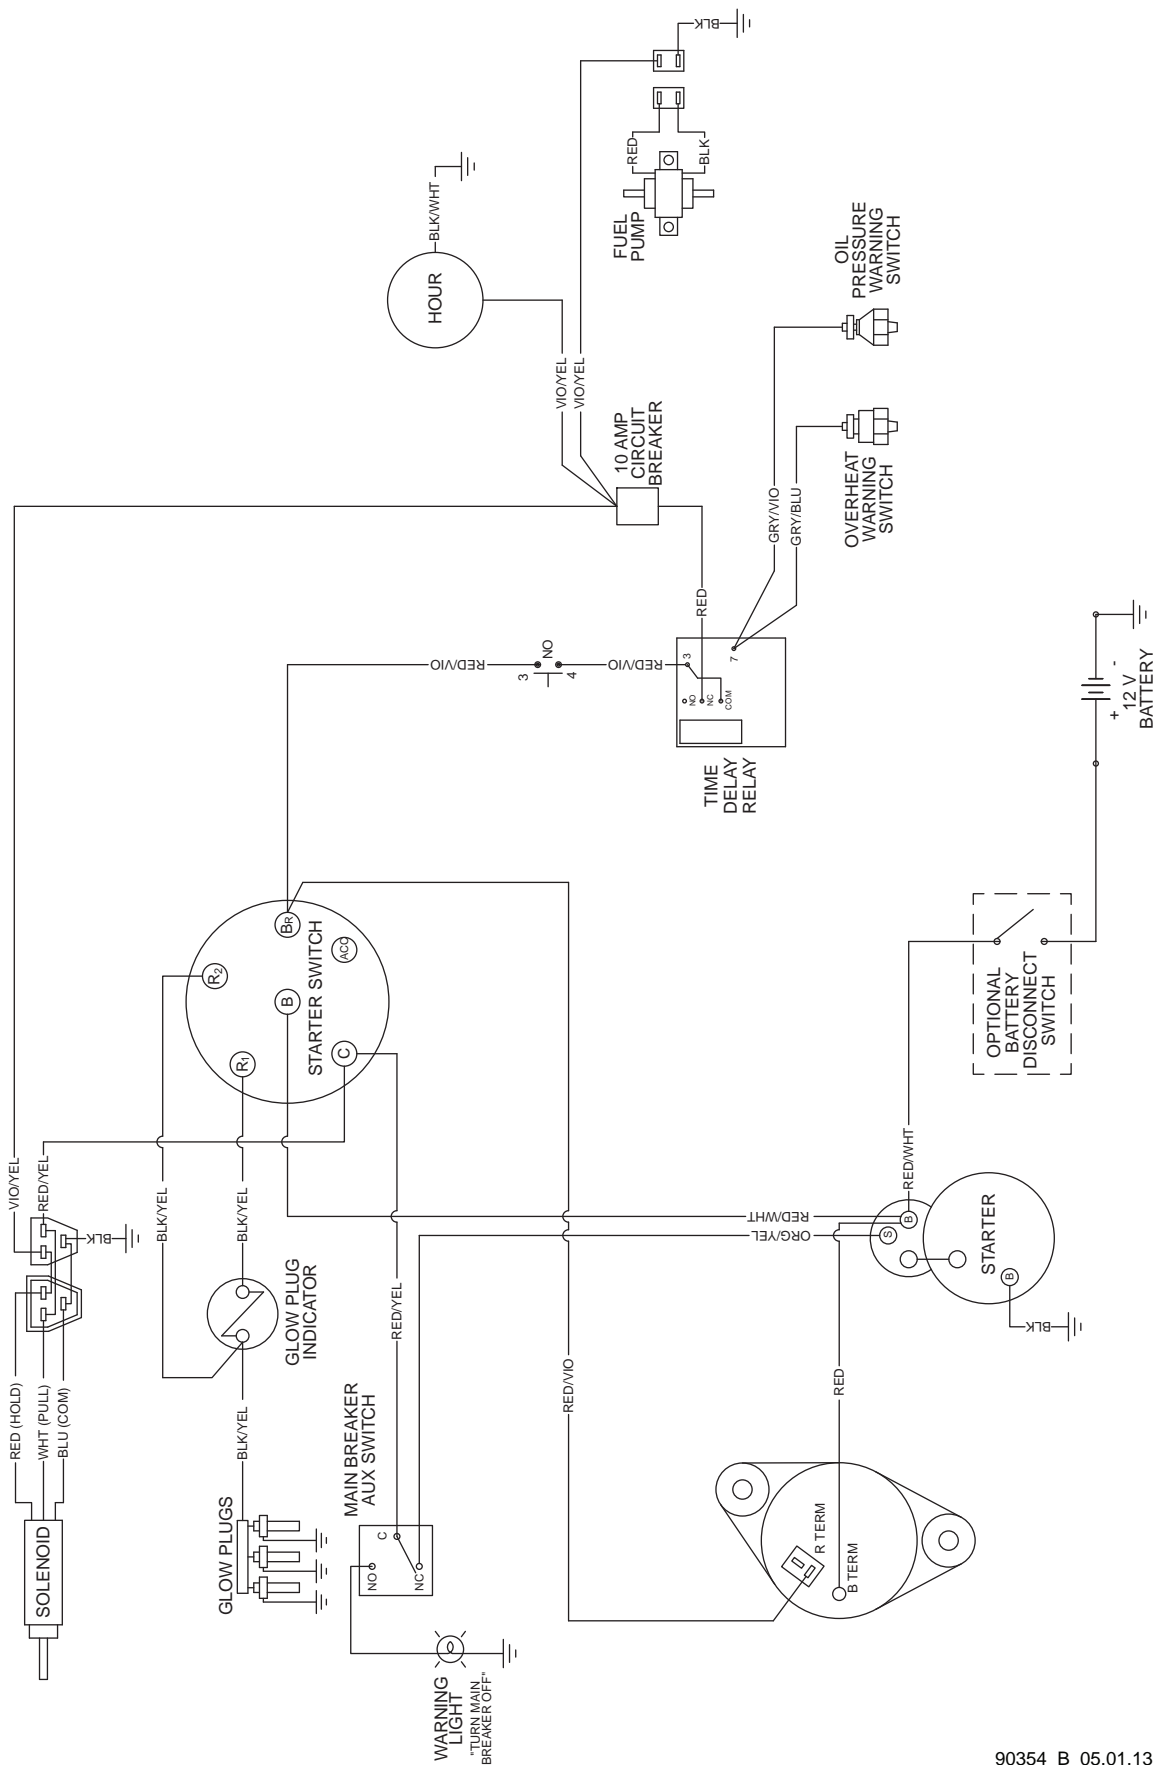 BLK
BLK/WHT
HOUR
RED
BLK
FUEL
PUMP
OIL
PRESSURE
WARNING
SWITCH
VIO/YEL
VIO/YEL
10 AMP
CIRCUIT
BREAKER
OVERHEAT
WARNING
SWITCH
GRY/VIO
GRY/BLU
RED
RED/VIO
3
NO
4
RED/VIO
3
7
NO
NC
COM
TIME
DELAY
RELAY
+
-
12 V
BATTERY
R2
BR
ACC
B
STARTER SWITCH
R1
C
OPTIONAL
BATTERY
DISCONNECT
SWITCH
VIO/YEL
RED/YEL
BLK
BLK/YEL
BLK/YEL
RED/WHT
RED/WHT
ORG/YEL
B
S
STARTER
B
BLK
GLOW PLUG
INDICATOR
RED/YEL
RED/VIO
RED
RED (HOLD)
WHT (PULL)
BLU (COM)
BLK/YEL
MAIN BREAKER
AUX SWITCH
SOLENOID
GLOW PLUGS
C
NO
NC
R TERM
B TERM
WARNING
LIGHT
"TURN MAIN
BREAKER OFF"
90354 B 05.01.13